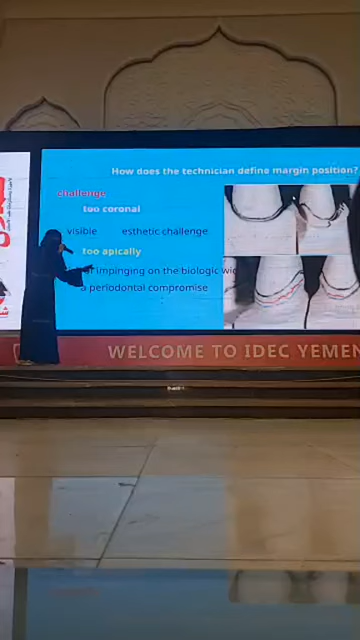 How does the technician define margin position?
challenge
too coronal
visible esthetic challenge
too apically
impinging on the biologic
periodontal compromise
WELCOME TO IDEC YEMEN